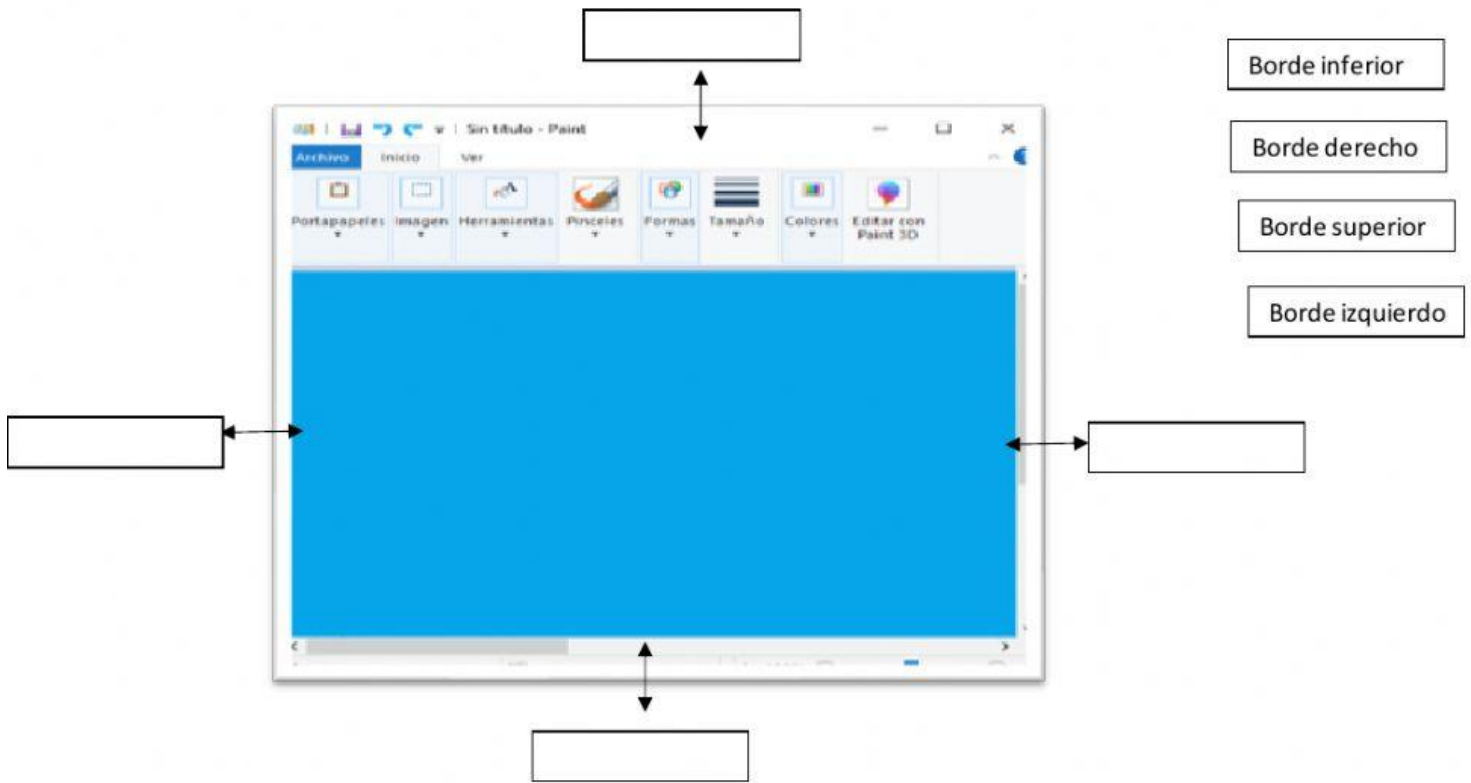 Borde inferior
Sin título - Paint
Archivo Inicio Ver
Borde derecho
Portapapeles Imagen Herramientas Pinceles Formas Tamaño Colores Editar con
Paint 3D
Borde superior
Borde izquierdo